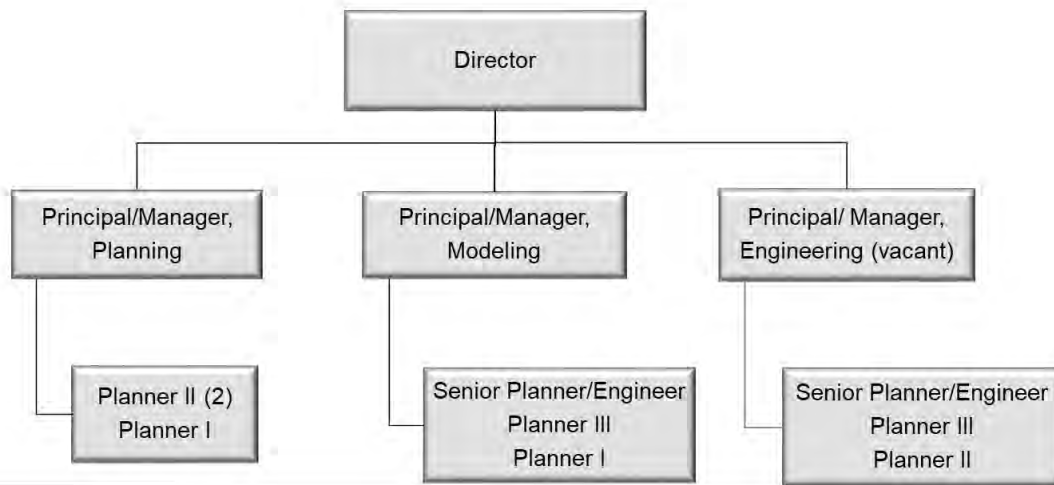 Director
Principal/Manager,
Planning
Principal/Manager,
Modeling
Principal/ Manager,
Engineering (vacant)
Planner II (2)
Planner I
Senior Planner/Engineer
Planner III
Planner I
Senior Planner/Engineer
Planner III
Planner II